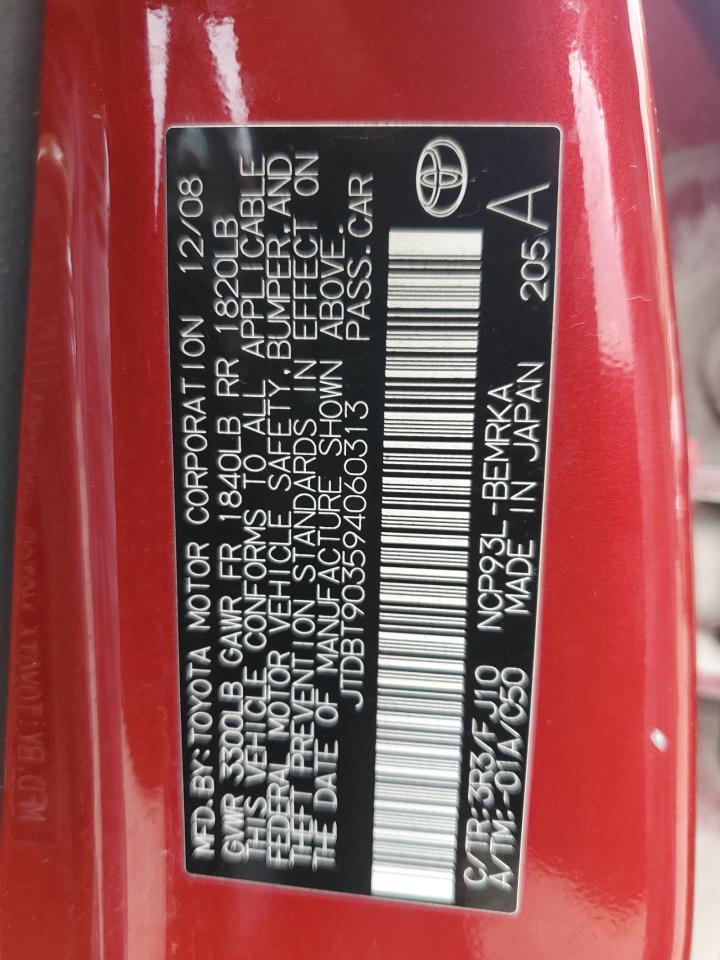 MFD.BY:TOYOTA MOTOR CORPORATION 12/08
GVWR 3300LB GAWR FR 1840LB RR 1820LB
THIS VEHICLE CONFORMS TO ALL APPLICABLE
FEDERAL MOTOR VEHICLE SAFETY,BUMPER,AND
THEFT PREVENTION STANDARDS IN EFFECT ON
THE DATE OF MANUFACTURE SHOWN ABOVE.
JTDBT903594060313 PASS.CAR
C/TR:3R3/FJ10 NCP93L-BEMRKA
A/TM:-01A/C50 MADE IN JAPAN 205 A